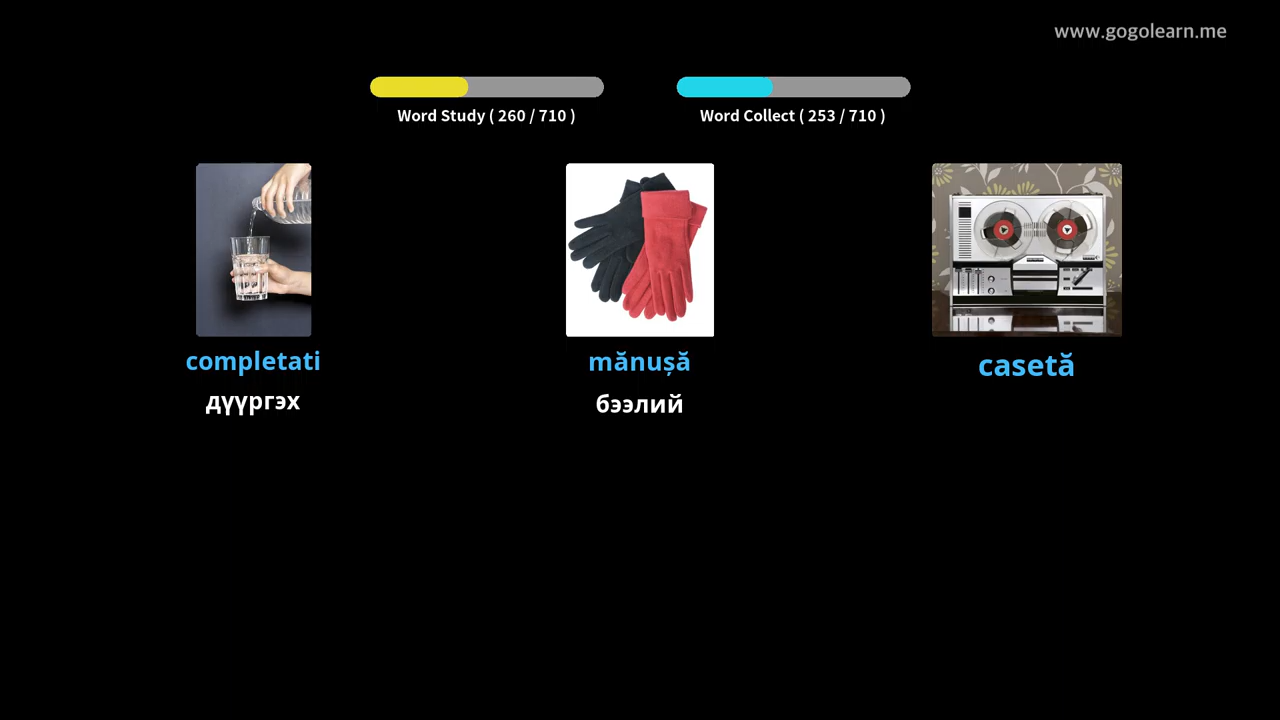 www.gogolearn.me
Word Study ( 260 / 710 )
Word Collect ( 253 / 710 )
completati
дүүргэх
mănușă
бээлий
casetă